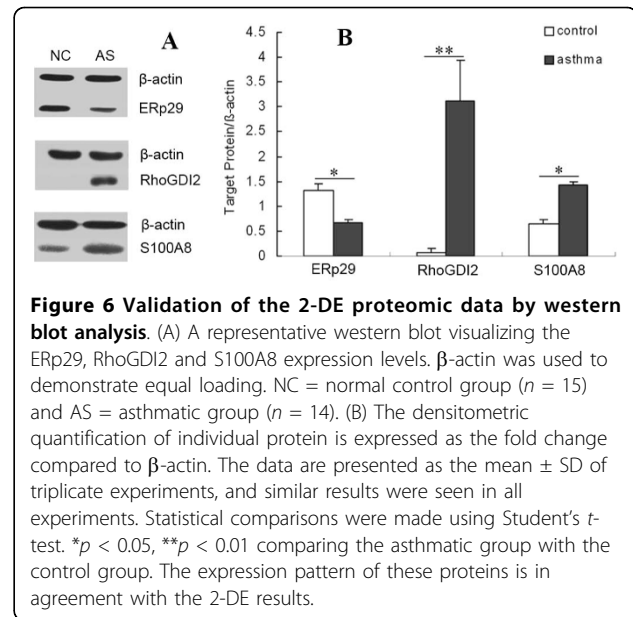 A
NC AS
β-actin
ERp29
β-actin
RhoGDI2
β-actin
S100A8
B
control
asthma
Target Protein/ß-actin
4.5
4
3.5
3
2.5
2
1.5
1
0.5
0
*
**
*
ERp29 RhoGDI2 S100A8
Figure 6 Validation of the 2-DE proteomic data by western
blot analysis. (A) A representative western blot visualizing the
ERp29, RhoGDI2 and S100A8 expression levels. β-actin was used to
demonstrate equal loading. NC = normal control group (n = 15)
and AS = asthmatic group (n = 14). (B) The densitometric
quantification of individual protein is expressed as the fold change
compared to β-actin. The data are presented as the mean ± SD of
triplicate experiments, and similar results were seen in all
experiments. Statistical comparisons were made using Student's t-
test. *p < 0.05, **p < 0.01 comparing the asthmatic group with the
control group. The expression pattern of these proteins is in
agreement with the 2-DE results.